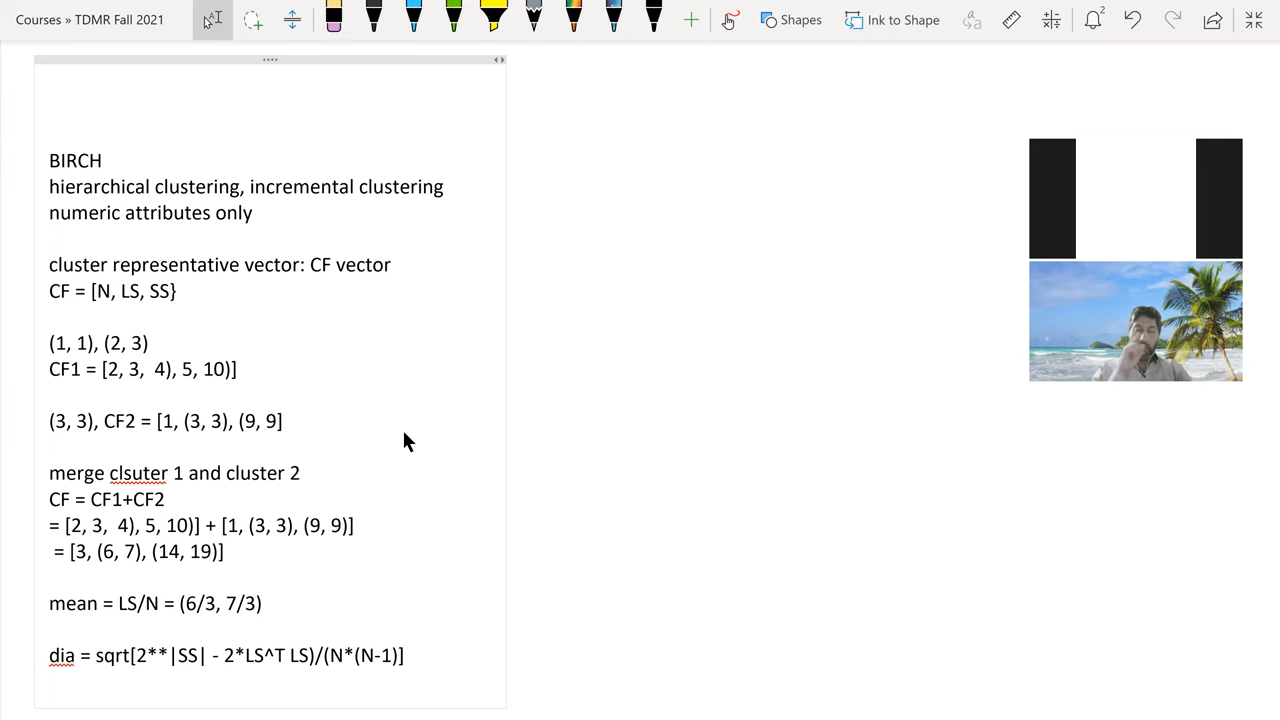 Courses » TDMR Fall 2021
Shapes
Ink to Shape
BIRCH
hierarchical clustering, incremental clustering
numeric attributes only
cluster representative vector: CF vector
CF = [N, LS, SS}
(1, 1), (2, 3)
CF1 = [2, 3,  4), 5, 10)]
(3, 3), CF2 = [1, (3, 3), (9, 9]
merge clsuter 1 and cluster 2
CF = CF1+CF2
= [2, 3,  4), 5, 10)] + [1, (3, 3), (9, 9)]
= [3, (6, 7), (14, 19)]
mean = LS/N = (6/3, 7/3)
dia = sqrt[2**|SS| - 2*LS^T LS)/(N*(N-1)]